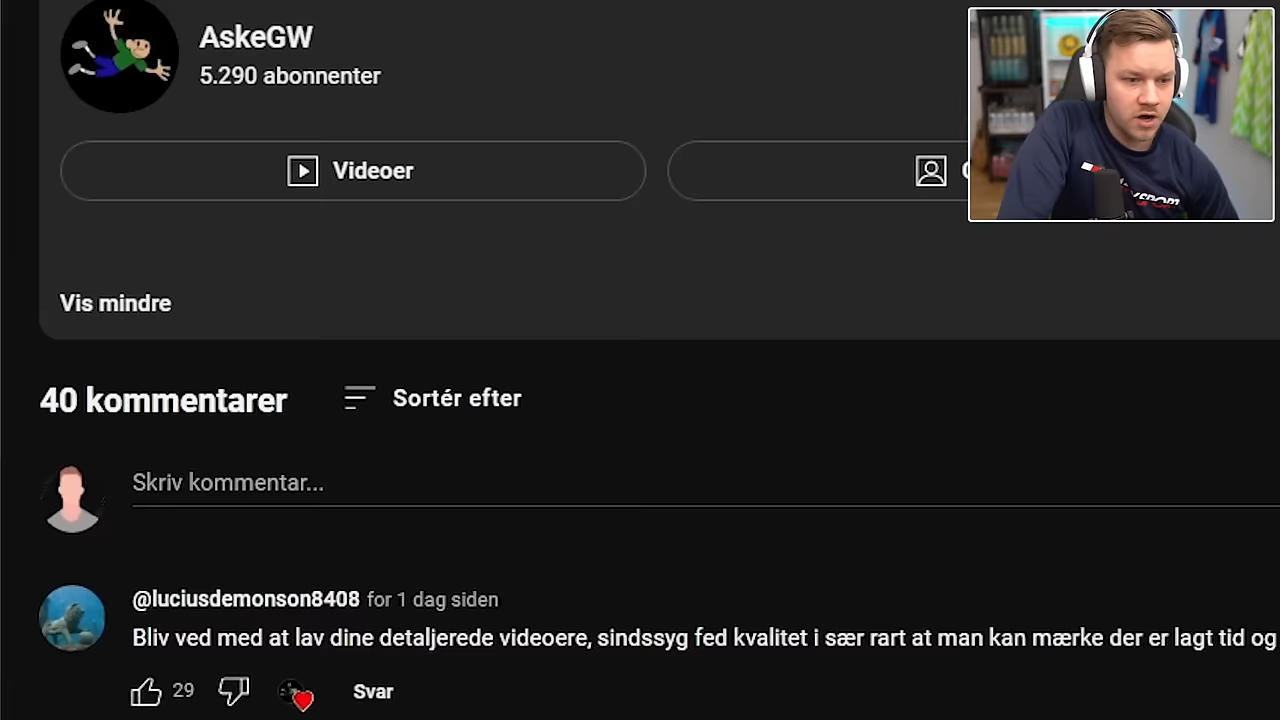 AskeGW
5.290 abonnenter
Videoer
Vis mindre
40 kommentarer
Sortér efter
Skriv kommentar...
@luciusdemonson8408 for 1 dag siden
Bliv ved med at lav dine detaljerede videoere, sindssyg fed kvalitet i sær rart at man kan mærke der er lagt tid og
29
Svar